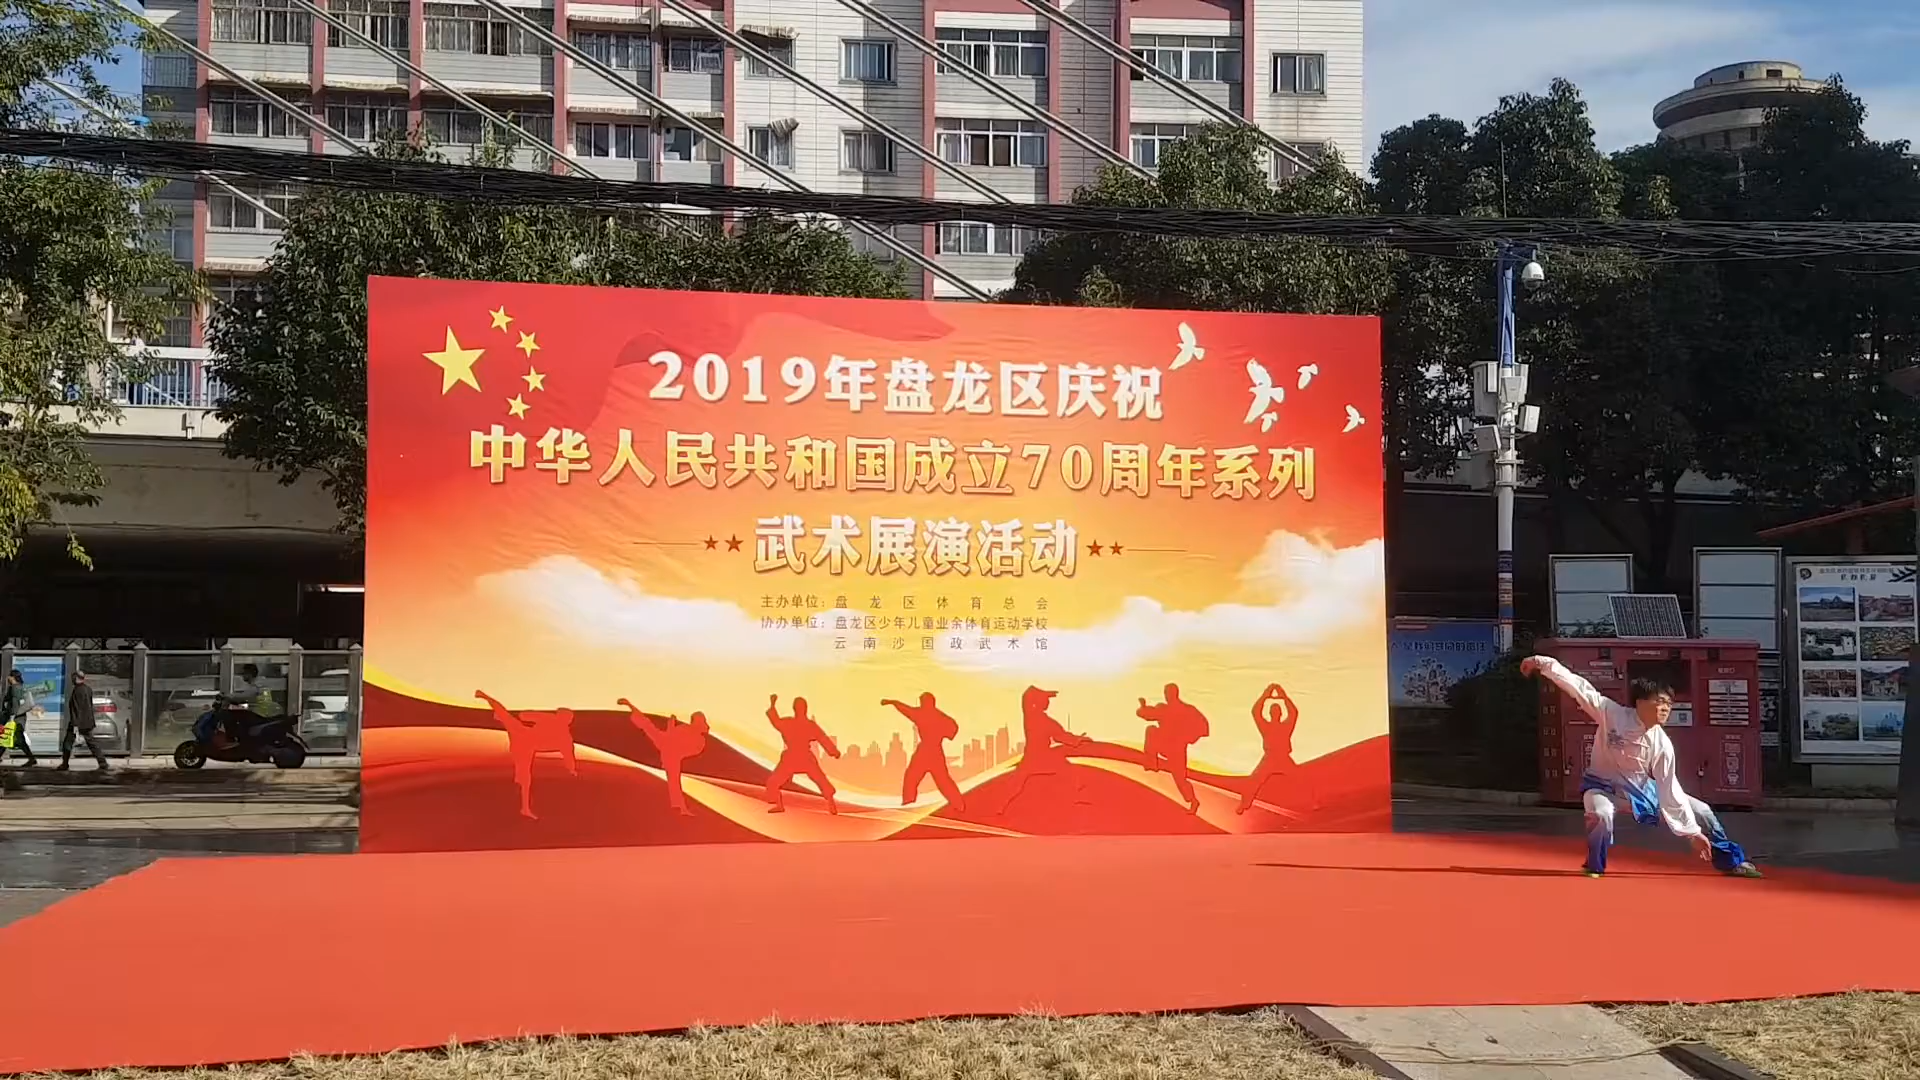 2019年盘龙区庆祝
中华人民共和国成立70周年系列
武术展演活动
主办单位：盘龙区体育总会
协办单位：盘龙区少年儿童业余体育运动学校
云南沙国政武术馆